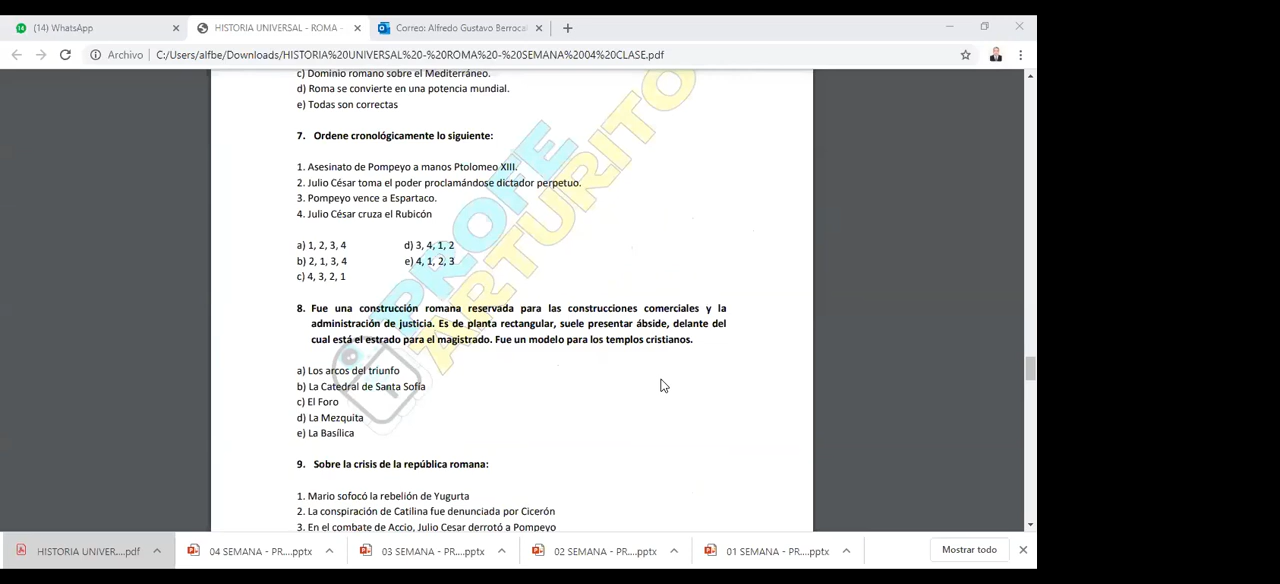 (14) WhatsApp
HISTORIA UNIVERSAL - ROMA -
Correo: Alfredo Gustavo Berrocal
Archivo
C:/Users/alfbe/Downloads/HISTORIA%20UNIVERSAL%20-%20ROMA%20-%20SEMANA%2004%20CLASE.pdf
c) Dominio romano sobre el Mediterráneo.
d) Roma se convierte en una potencia mundial.
e) Todas son correctas
7. Ordene cronológicamente lo siguiente:
1. Asesinato de Pompeyo a manos Ptolomeo XIII.
2. Julio César toma el poder proclamándose dictador perpetuo.
3. Pompeyo vence a Espartaco.
4. Julio César cruza el Rubicón
a) 1, 2, 3, 4
d) 3, 4, 1, 2
b) 2, 1, 3, 4
e) 4, 1, 2, 3
c) 4, 3, 2, 1
8. Fue una construcción romana reservada para las construcciones comerciales y la
administración de justicia. Es de planta rectangular, suele presentar ábside, delante del
cual está el estrado para el magistrado. Fue un modelo para los templos cristianos.
a) Los arcos del triunfo
b) La Catedral de Santa Sofía
c) El Foro
d) La Mezquita
e) La Basílica
9. Sobre la crisis de la república romana:
1. Mario sofocó la rebelión de Yugurta
2. La conspiración de Catilina fue denunciada por Cicerón
3. En el combate de Accio, Julio Cesar derrotó a Pompeyo
PROFE
ARTURITO
HISTORIA UNIVER....pdf
04 SEMANA - PR....pptx
03 SEMANA - PR....pptx
02 SEMANA - PR....pptx
01 SEMANA - PR....pptx
Mostrar todo